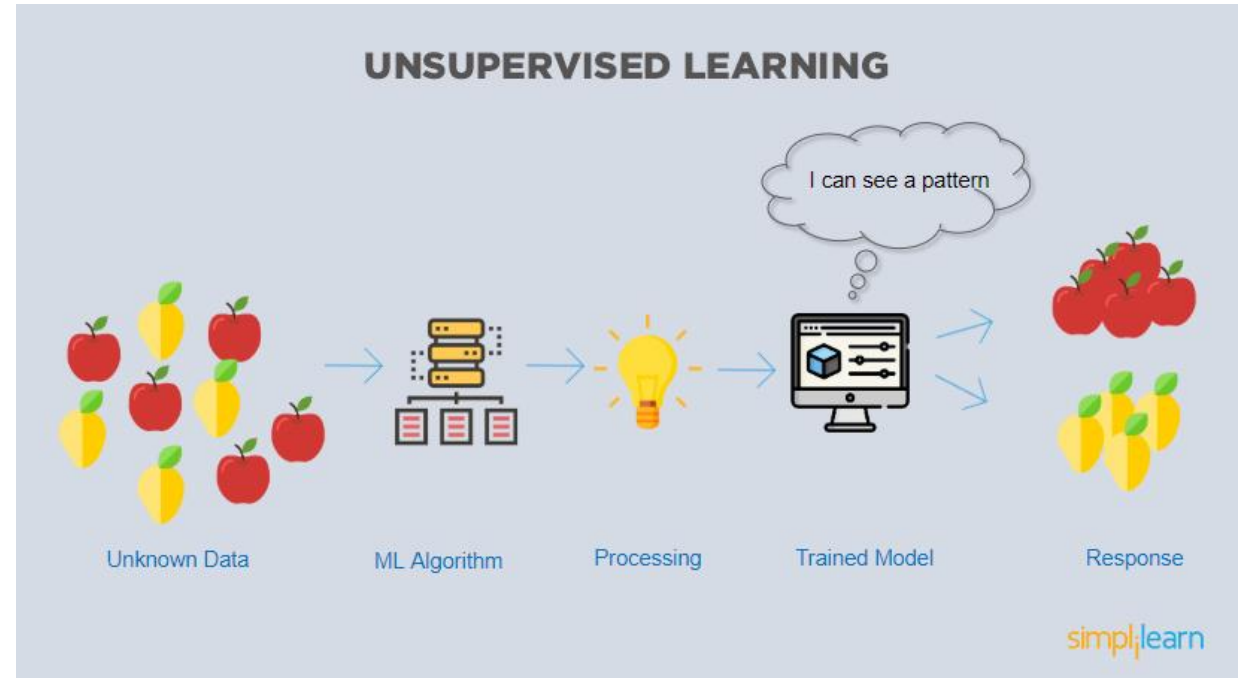 UNSUPERVISED LEARNING
I can see a pattern
Unknown Data
ML Algorithm
Processing
Trained Model
Response
simplilearn